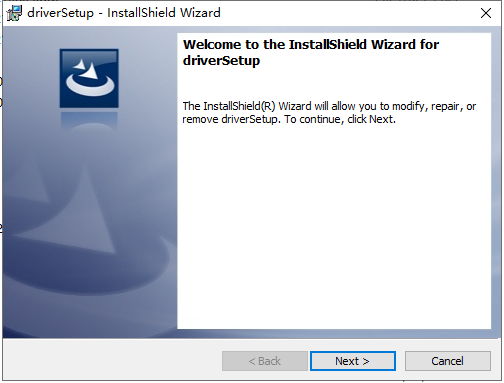 driverSetup - InstallShield Wizard
Welcome to the InstallShield Wizard for
driverSetup
The InstallShield(R) Wizard will allow you to modify, repair, or
remove driverSetup. To continue, click Next.
< Back
Next >
Cancel